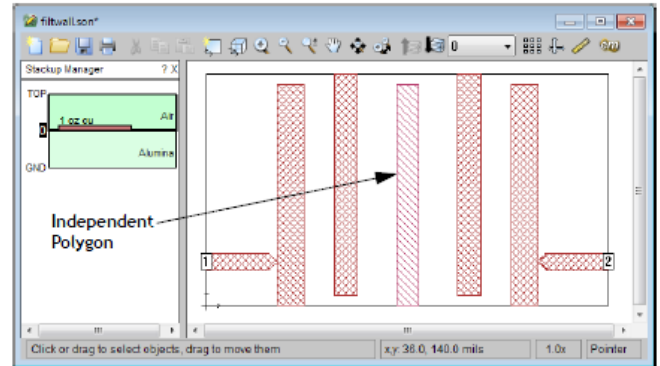 filtwall.son*
0
Stackup Manager ? X
TOP
1 oz cu
Air
0
Alumina
GND
Independent
Polygon
1
2
Click or drag to select objects, drag to move them
x,y: 36.0, 140.0 mils
1.0x
Pointer